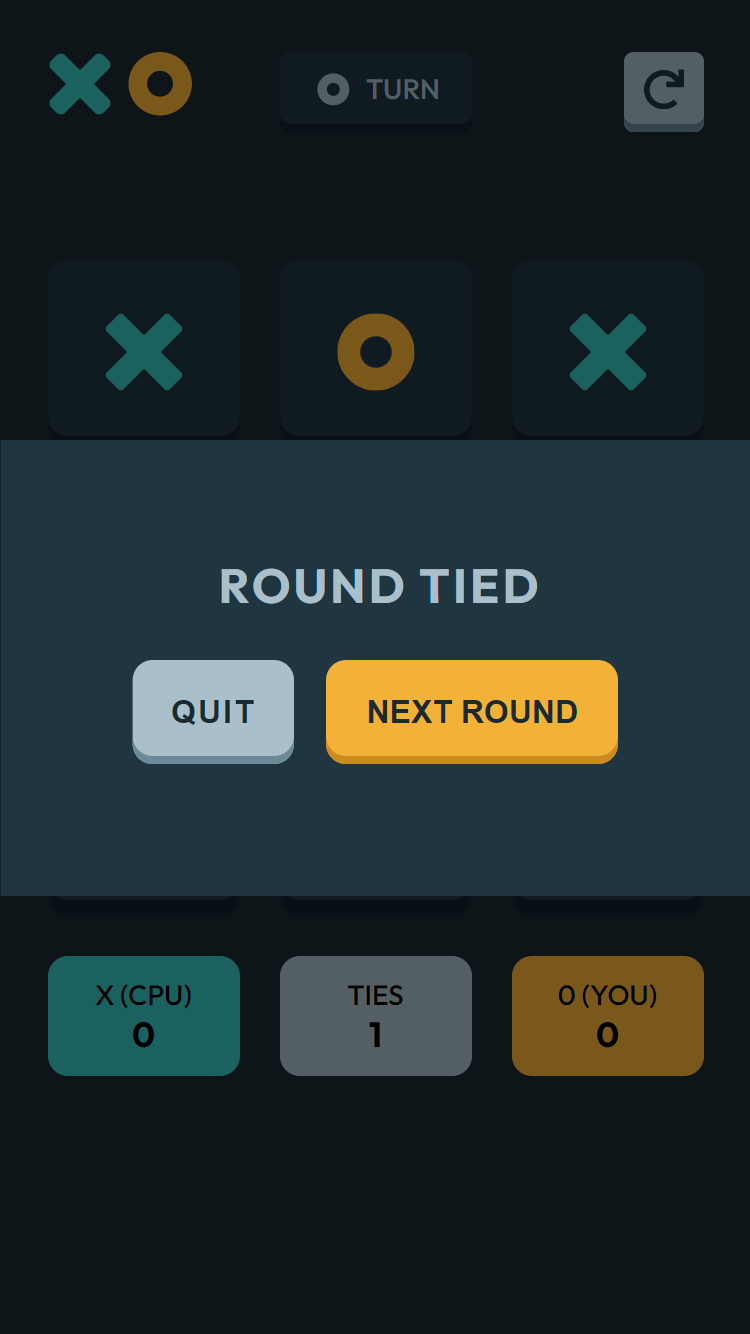 TURN
ROUND TIED
QUIT
NEXT ROUND
X (CPU)
0
TIES
1
0 (YOU)
0